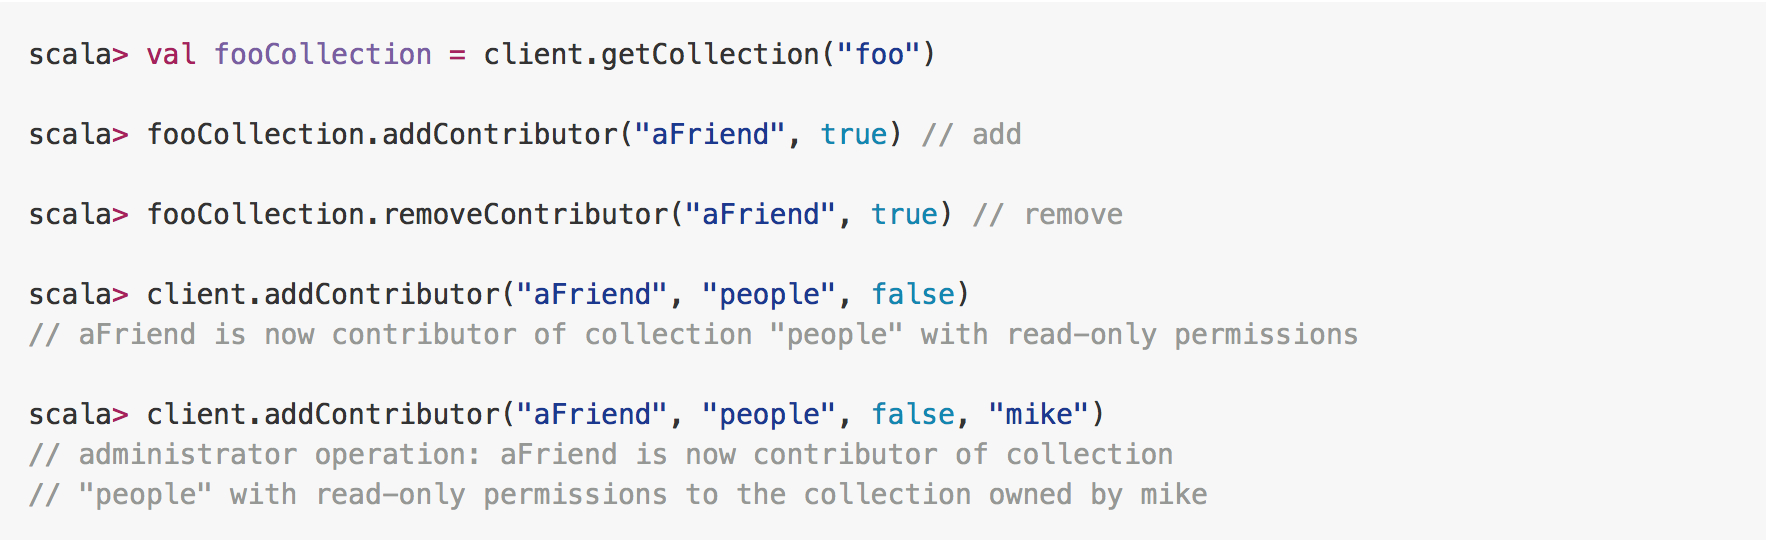 scala> val fooCollection = client.getCollection("foo")
scala> fooCollection.addContributor("aFriend", true) // add
scala> fooCollection.removeContributor("aFriend", true) // remove
scala> client.addContributor("aFriend", "people", false)
// aFriend is now contributor of collection "people" with read-only permissions
scala> client.addContributor("aFriend", "people", false, "mike")
// administrator operation: aFriend is now contributor of collection
// "people" with read-only permissions to the collection owned by mike